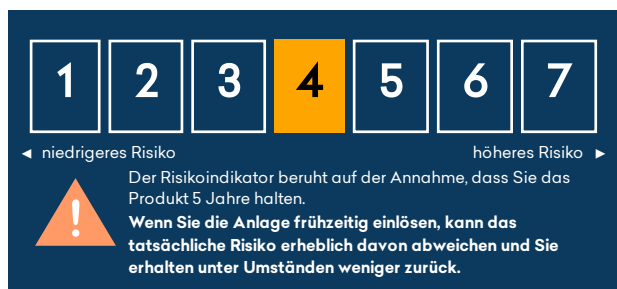 1 2 3 4 5 6 7
◄ niedrigeres Risiko höheres Risiko ►
Der Risikoindikator beruht auf der Annahme, dass Sie das
Produkt 5 Jahre halten.
!
Wenn Sie die Anlage frühzeitig einlösen, kann das
tatsächliche Risiko erheblich davon abweichen und Sie
erhalten unter Umständen weniger zurück.